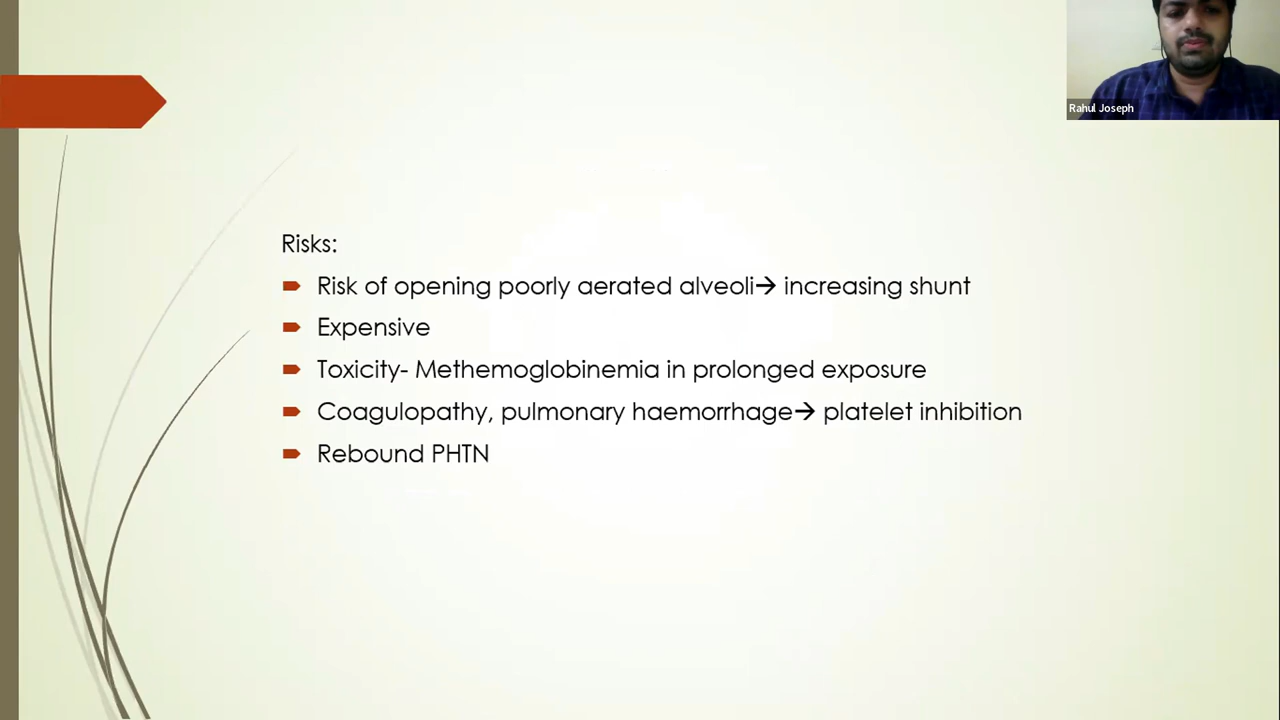 Rahul Joseph
Risks:
Risk of opening poorly aerated alveoli→ increasing shunt
Expensive
Toxicity- Methemoglobinemia in prolonged exposure
Coagulopathy, pulmonary haemorrhage→ platelet inhibition
Rebound PHTN